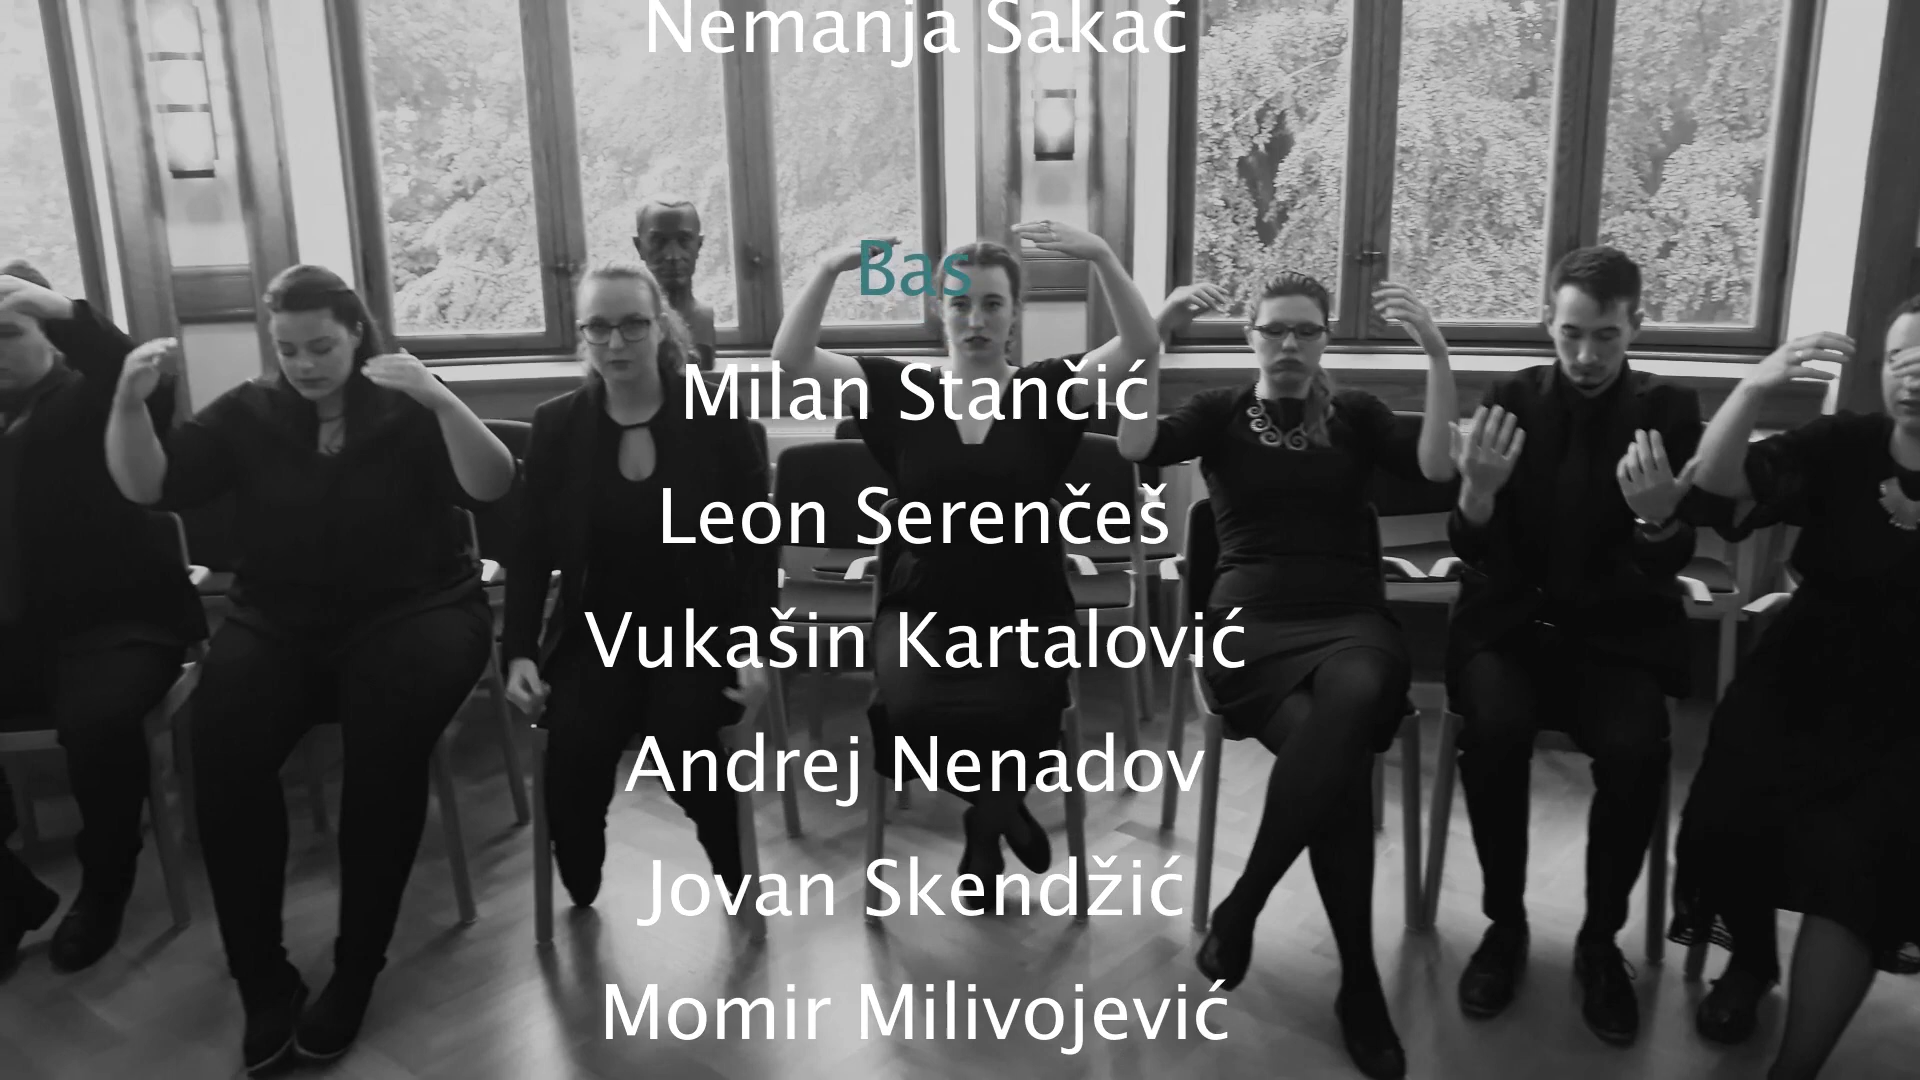 Nemanja Sakač
Bas
Milan Stančić
Leon Serenčeš
Vukašin Kartalović
Andrej Nenadov
Jovan Skendžić
Momir Milivojević